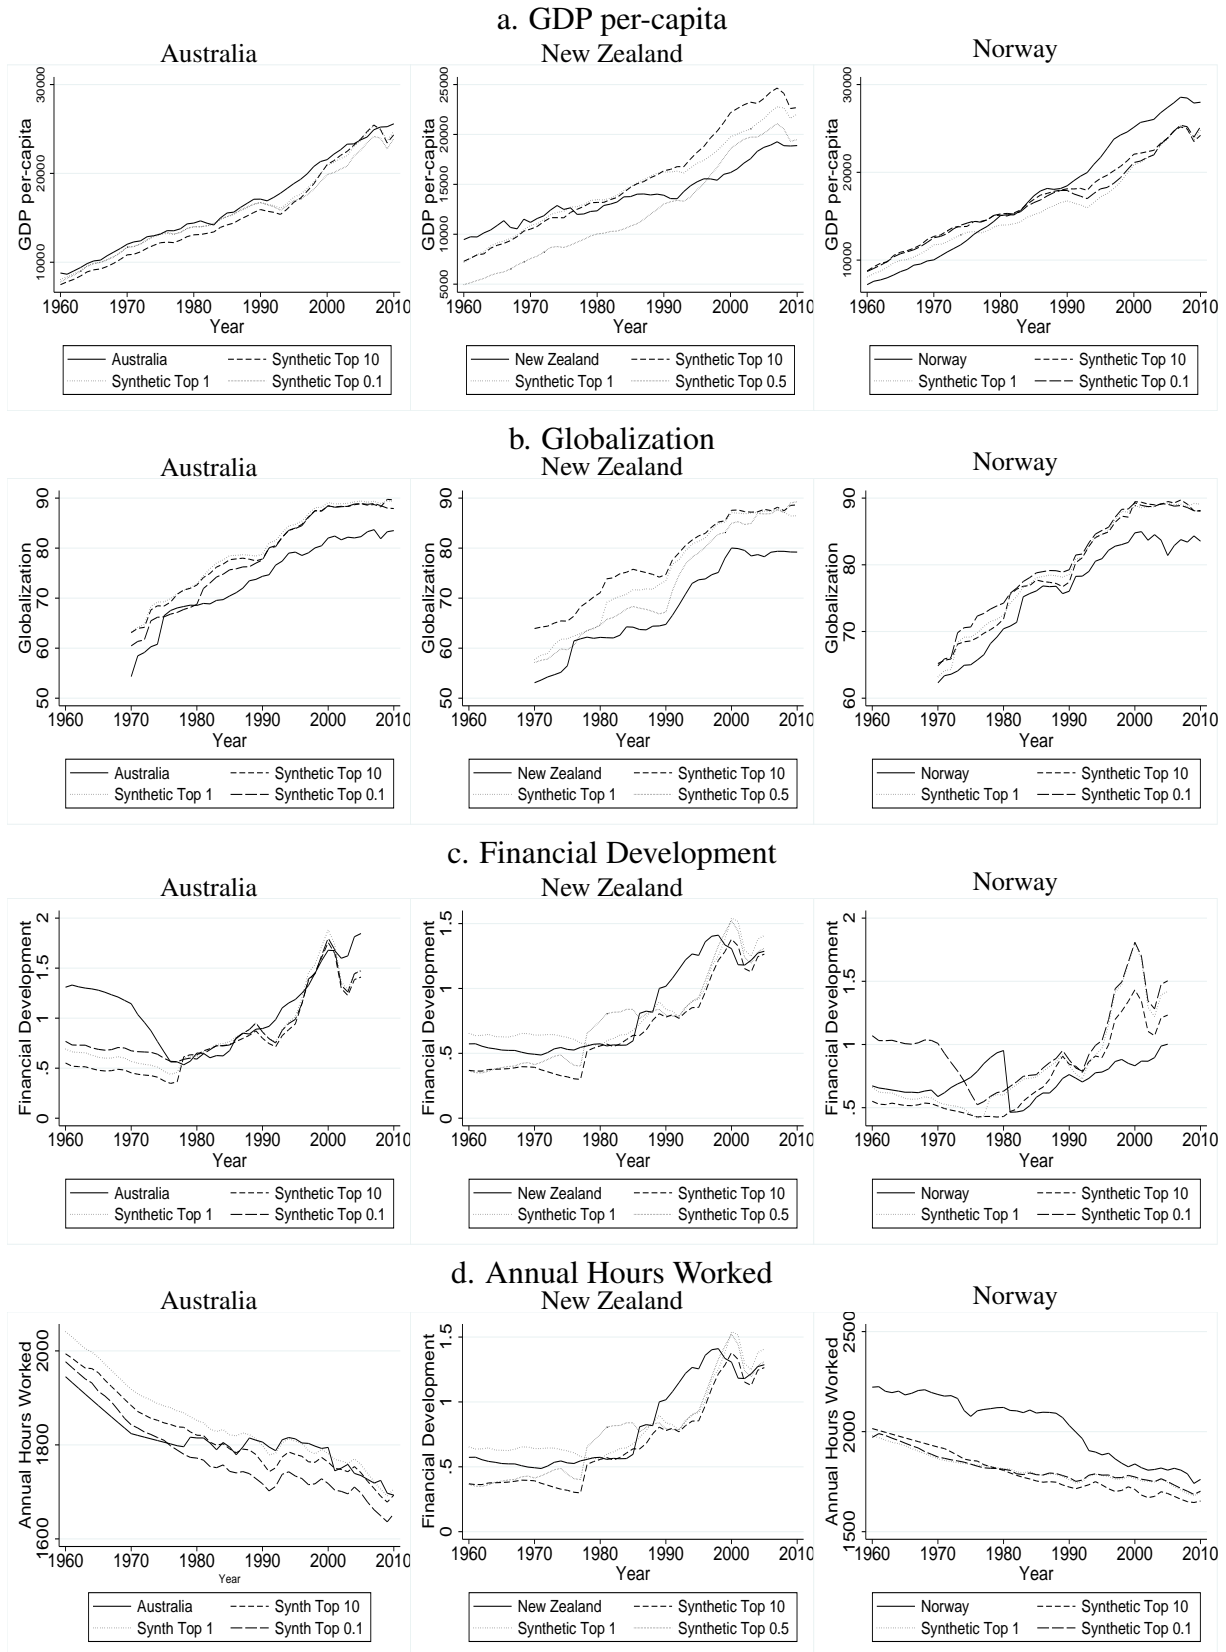 a. GDP per-capita
Australia
New Zealand
Norway
GDP per-capita
10000 20000 30000
1960 1970 1980 1990 2000 2010
Year
Australia Synthetic Top 10
Synthetic Top 1 Synthetic Top 0.1
GDP per-capita
5000 10000 15000 20000 25000
1960 1970 1980 1990 2000 2010
Year
New Zealand Synthetic Top 10
Synthetic Top 1 Synthetic Top 0.5
GDP per-capita
10000 20000 30000
1960 1970 1980 1990 2000 2010
Year
Norway Synthetic Top 10
Synthetic Top 1 Synthetic Top 0.1
b. Globalization
Australia
New Zealand
Norway
Globalization
50 60 70 80 90
1960 1970 1980 1990 2000 2010
Year
Australia Synthetic Top 10
Synthetic Top 1 Synthetic Top 0.1
Globalization
50 60 70 80 90
1960 1970 1980 1990 2000 2010
Year
New Zealand Synthetic Top 10
Synthetic Top 1 Synthetic Top 0.5
Globalization
60 70 80 90
1960 1970 1980 1990 2000 2010
Year
Norway Synthetic Top 10
Synthetic Top 1 Synthetic Top 0.1
c. Financial Development
Australia
New Zealand
Norway
Financial Development
0 .5 1 1.5 2
1960 1970 1980 1990 2000 2010
Year
Australia Synthetic Top 10
Synthetic Top 1 Synthetic Top 0.1
Financial Development
0 .5 1 1.5
1960 1970 1980 1990 2000 2010
Year
New Zealand Synthetic Top 10
Synthetic Top 1 Synthetic Top 0.5
Financial Development
.5 1 1.5 2
1960 1970 1980 1990 2000 2010
Year
Norway Synthetic Top 10
Synthetic Top 1 Synthetic Top 0.1
d. Annual Hours Worked
Australia
New Zealand
Norway
Annual Hours Worked
1600 1800 2000
1960 1970 1980 1990 2000 2010
Year
Australia Synth Top 10
Synth Top 1 Synth Top 0.1
Financial Development
0 .5 1 1.5
1960 1970 1980 1990 2000 2010
Year
New Zealand Synthetic Top 10
Synthetic Top 1 Synthetic Top 0.5
Annual Hours Worked
1500 2000 2500
1960 1970 1980 1990 2000 2010
Year
Norway Synthetic Top 10
Synthetic Top 1 Synthetic Top 0.1